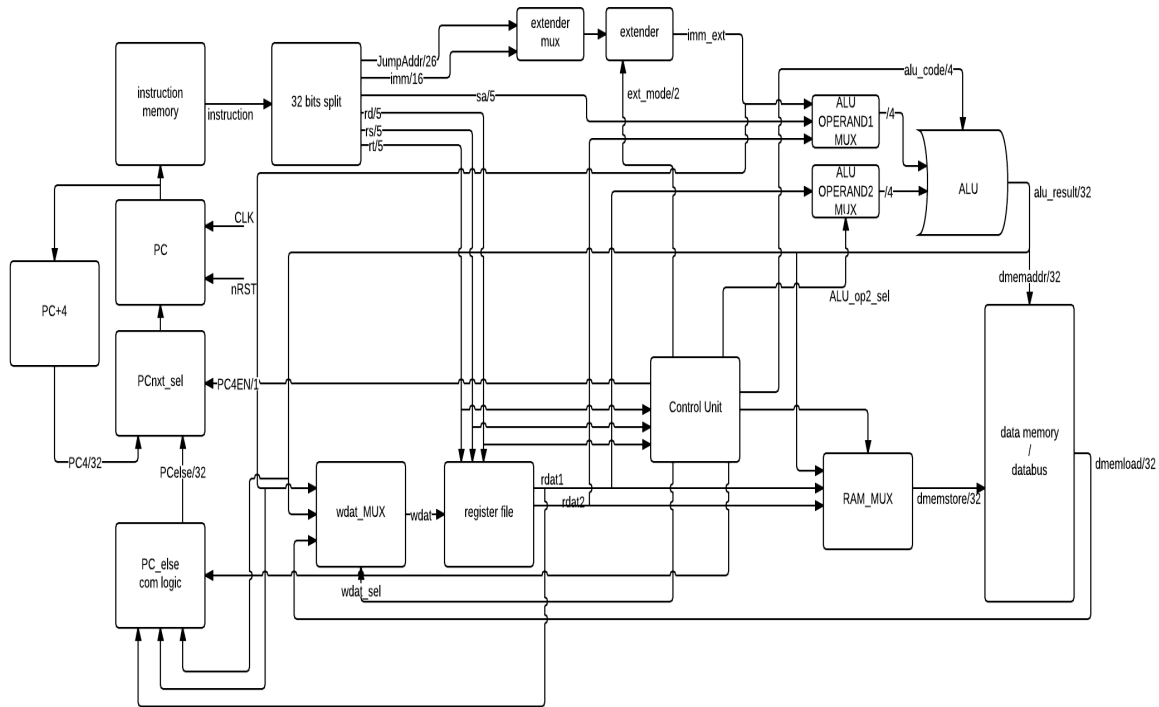 extender
mux
extender
imm_ext
JumpAddr/26
imm/16
alu_code/4
instruction
memory
32 bits split
sa/5
ext_mode/2
ALU
OPERAND1
MUX
/4
instruction
rd/5
rs/5
rt/5
ALU
OPERAND2
MUX
/4
ALU
alu_result/32
CLK
PC
nRST
dmemaddr/32
ALU_op2_sel
PC+4
PCnxt_sel
PC4EN/1
Control Unit
data memory
/
databus
PC4/32
PCelse/32
dmemload/32
rdat1
rdat2
wdat_MUX
wdat
register file
RAM_MUX
dmemstore/32
PC_else
com logic
wdat_sel